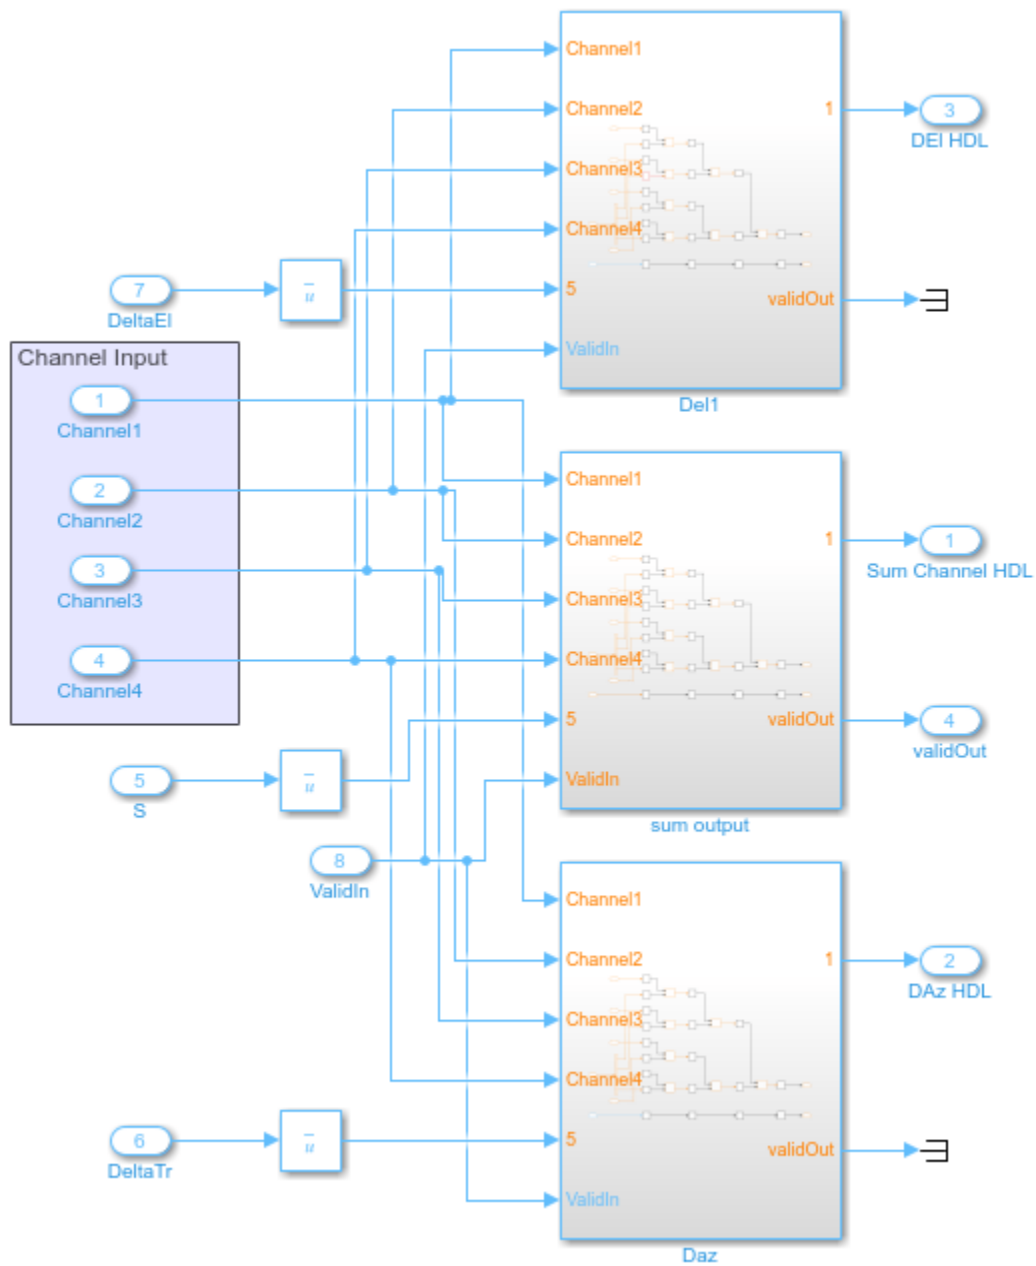 Channel1
Channel2
1
3
DEl HDL
Channel3
Channel4
7
DeltaEl
u
5
validOut
ValidIn
Del1
Channel Input
1
Channel1
2
Channel2
3
Channel3
4
Channel4
Channel1
Channel2
1
1
Sum Channel HDL
Channel3
Channel4
5
validOut
4
validOut
5
S
u
ValidIn
sum output
8
ValidIn
Channel1
Channel2
1
2
DAz HDL
Channel3
Channel4
6
DeltaTr
u
5
validOut
ValidIn
Daz